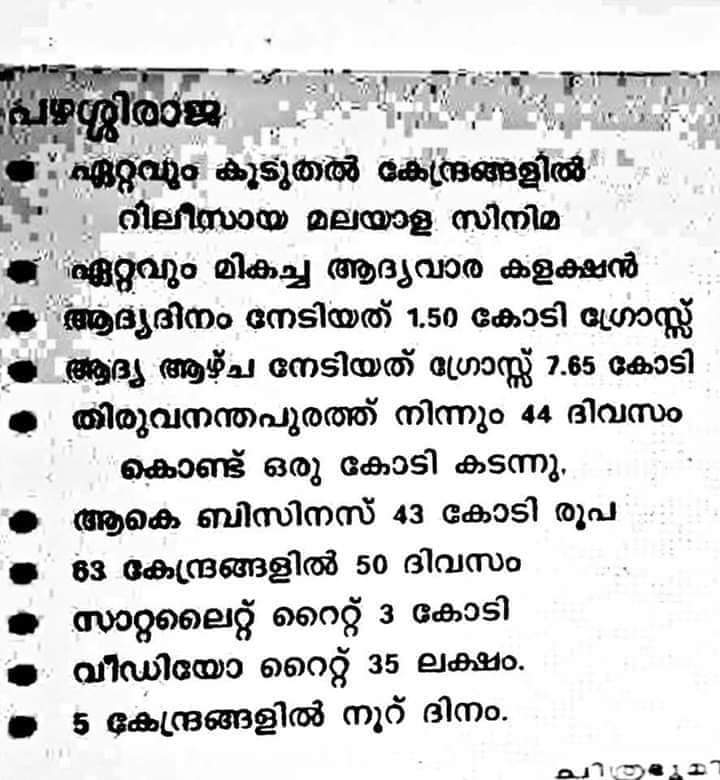 പഴശ്ശിരാജ
● ഏറ്റവും കൂടുതൽ കേന്ദ്രങ്ങളിൽ
റിലീസായ മലയാള സിനിമ
● ഏറ്റവും മികച്ച ആദ്യവാര കളക്ഷൻ
● ആദ്യദിനം നേടിയത് 1.50 കോടി ഗ്രോസ്സ്
● ആദ്യ ആഴ്ച നേടിയത് ഗ്രോസ്സ് 7.65 കോടി
● തിരുവനന്തപുരത്ത് നിന്നും 44 ദിവസം
കൊണ്ട് ഒരു കോടി കടന്നു.
● ആകെ ബിസിനസ് 43 കോടി രൂപ
● 63 കേന്ദ്രങ്ങളിൽ 50 ദിവസം
● സാറ്റലൈറ്റ് റൈറ്റ് 3 കോടി
● വീഡിയോ റൈറ്റ് 35 ലക്ഷം.
● 5 കേന്ദ്രങ്ങളിൽ നൂറ് ദിനം.